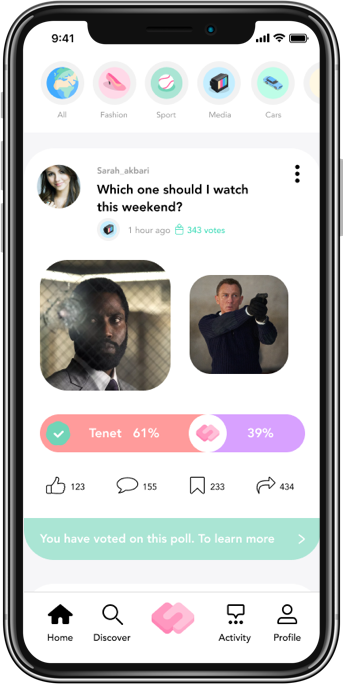 9:41
All Fashion Sport Media Cars
Sarah_akbari
Which one should I watch
this weekend?
1 hour ago 343 votes
Tenet 61% 39%
123 155 233 434
You have voted on this poll. To learn more
Home Discover Activity Profile